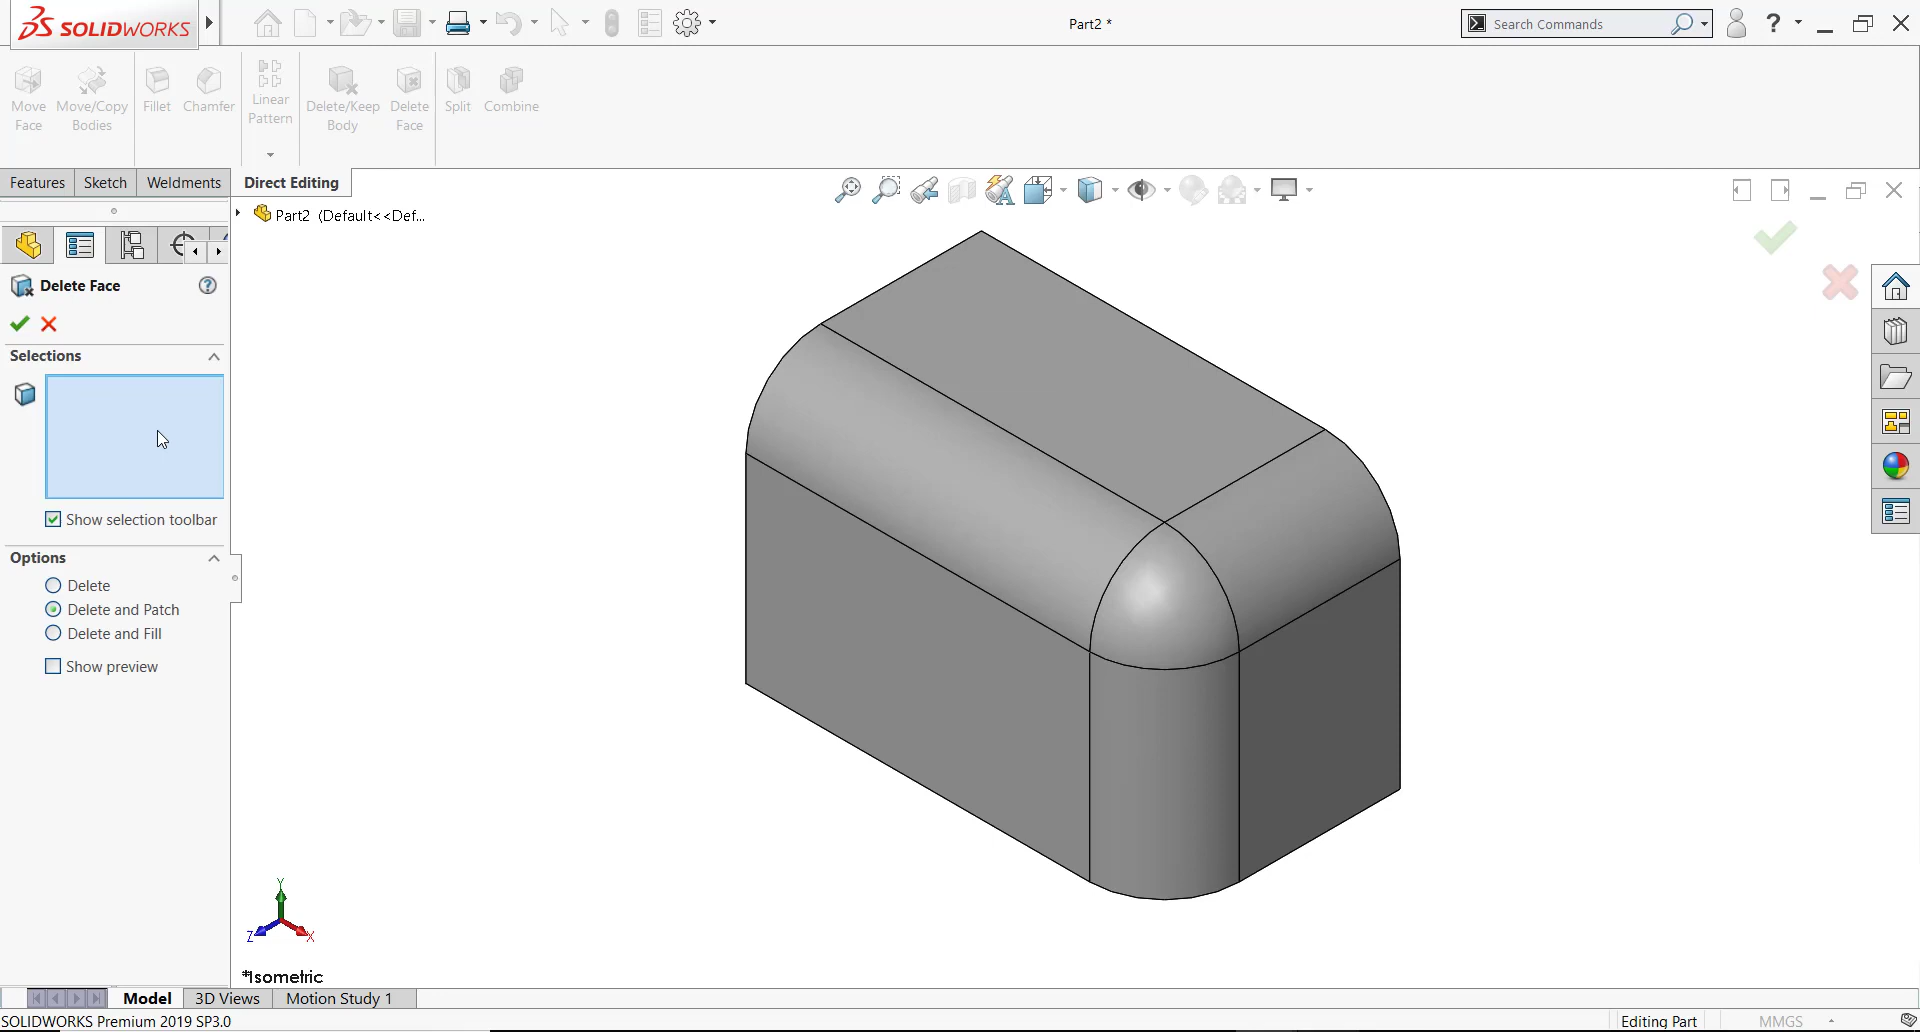 SOLIDWORKS
Part2 *
Search Commands
?
Move Face
Move/Copy Bodies
Fillet
Chamfer
Linear Pattern
Delete/Keep Body
Delete Face
Split
Combine
Features
Sketch
Weldments
Direct Editing
Part2 (Default<<Def...
Delete Face
?
Selections
Show selection toolbar
Options
Delete
Delete and Patch
Delete and Fill
Show preview
Y
Z
X
*Isometric
Model
3D Views
Motion Study 1
SOLIDWORKS Premium 2019 SP3.0
Editing Part
MMGS